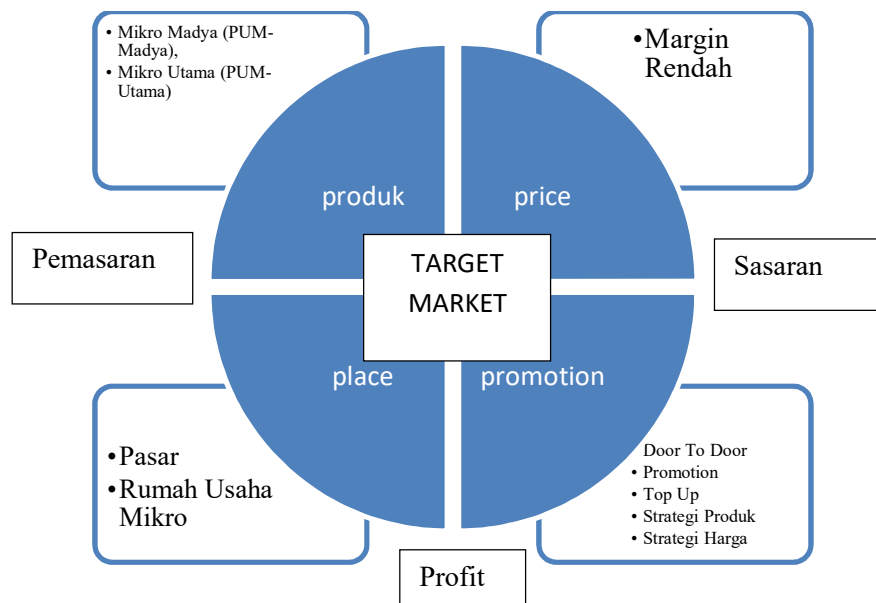 •Mikro Madya (PUM-
Madya),
•Mikro Utama (PUM-
Utama)
•Margin
Rendah
produk
price
Pemasaran
TARGET
MARKET
Sasaran
place
promotion
•Pasar
•Rumah Usaha
Mikro
Door To Door
•Promotion
•Top Up
•Strategi Produk
•Strategi Harga
Profit